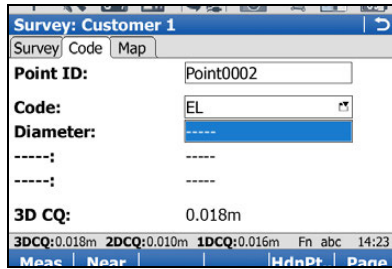 Survey: Customer 1
Survey Code Map
Point ID: Point0002
Code: EL
Diameter: -----
-----: -----
-----: -----
3D CQ: 0.018m
3DCQ:0.018m 2DCQ:0.010m 1DCQ:0.016m Fn abc 14:23
Meas Near HdnPt.. Page